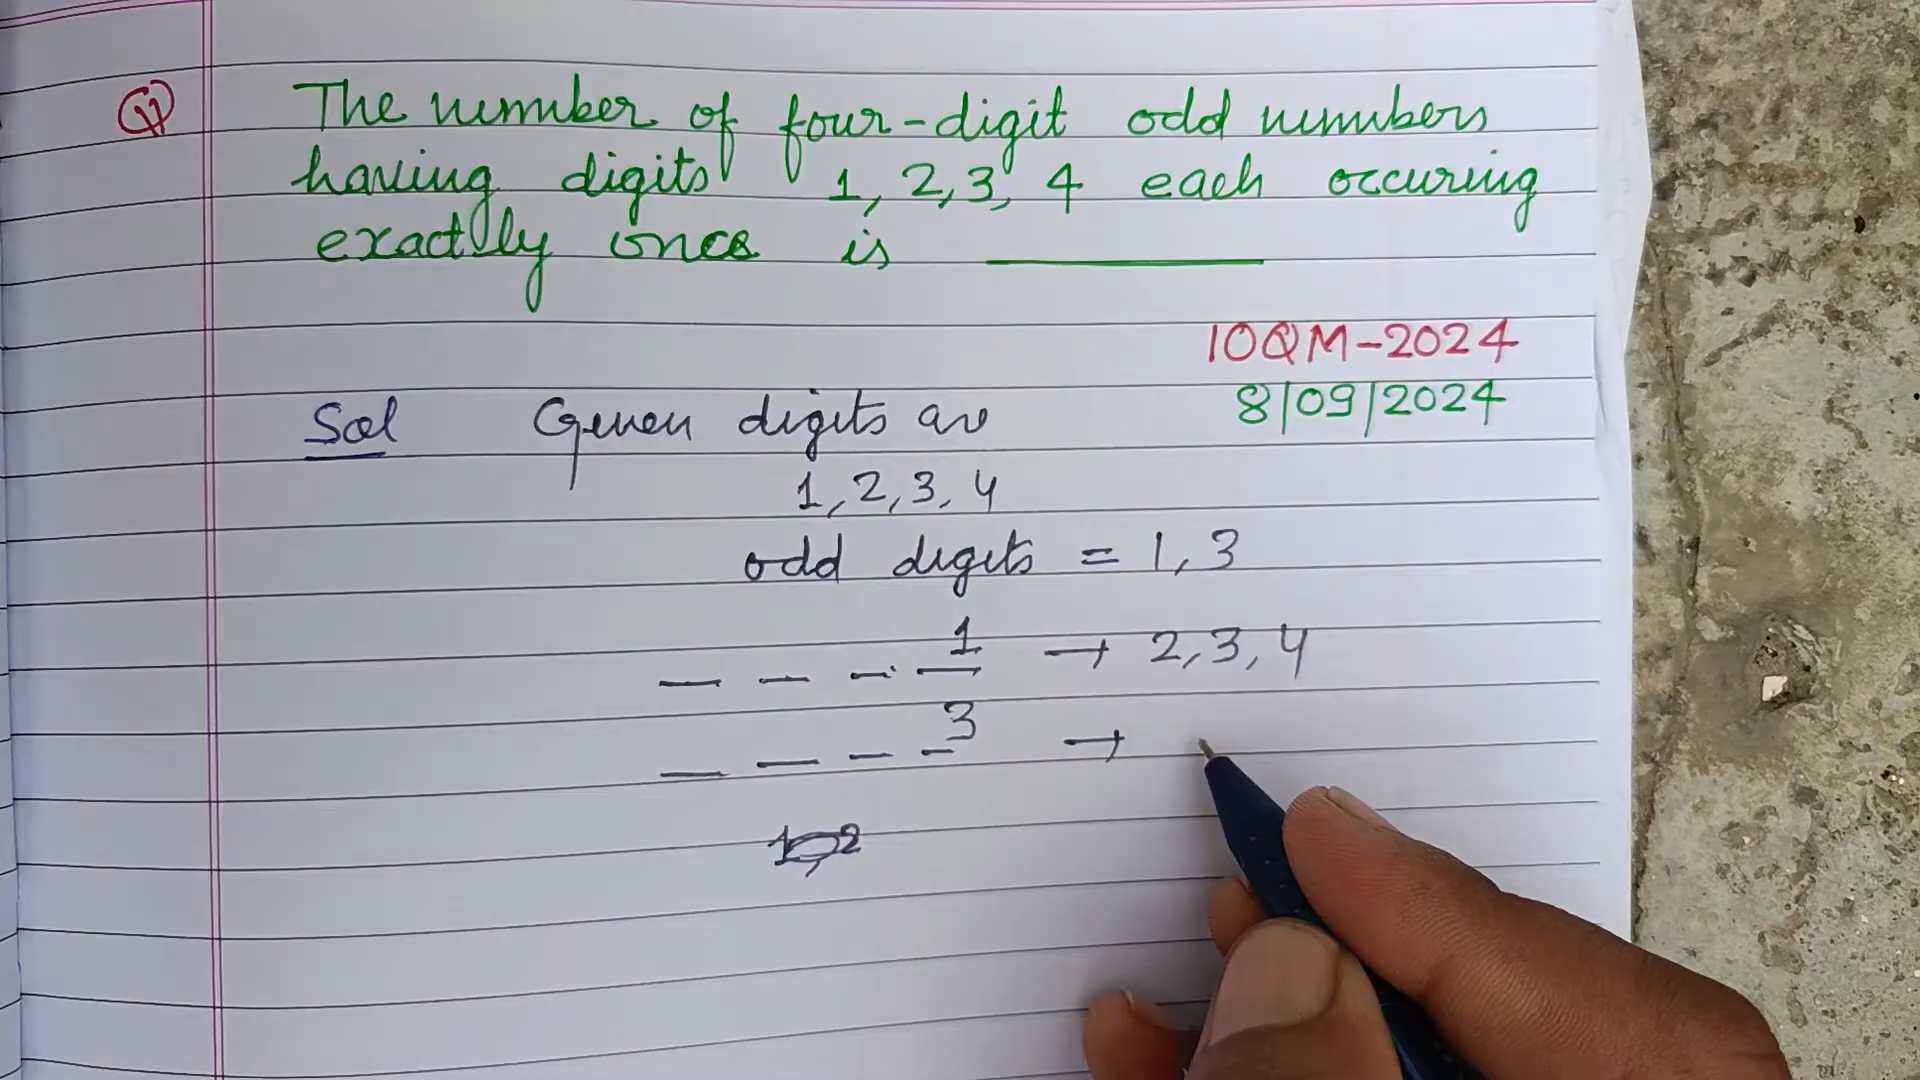 Q
The number of four-digit odd numbers
having digits 1, 2, 3, 4 each occuring
exactly once is ______
IOQM-2024
8/09/2024
Sol Given digits are
1, 2, 3, 4
odd digits = 1, 3
_ _ _ 1 → 2, 3, 4
_ _ _ 3 →